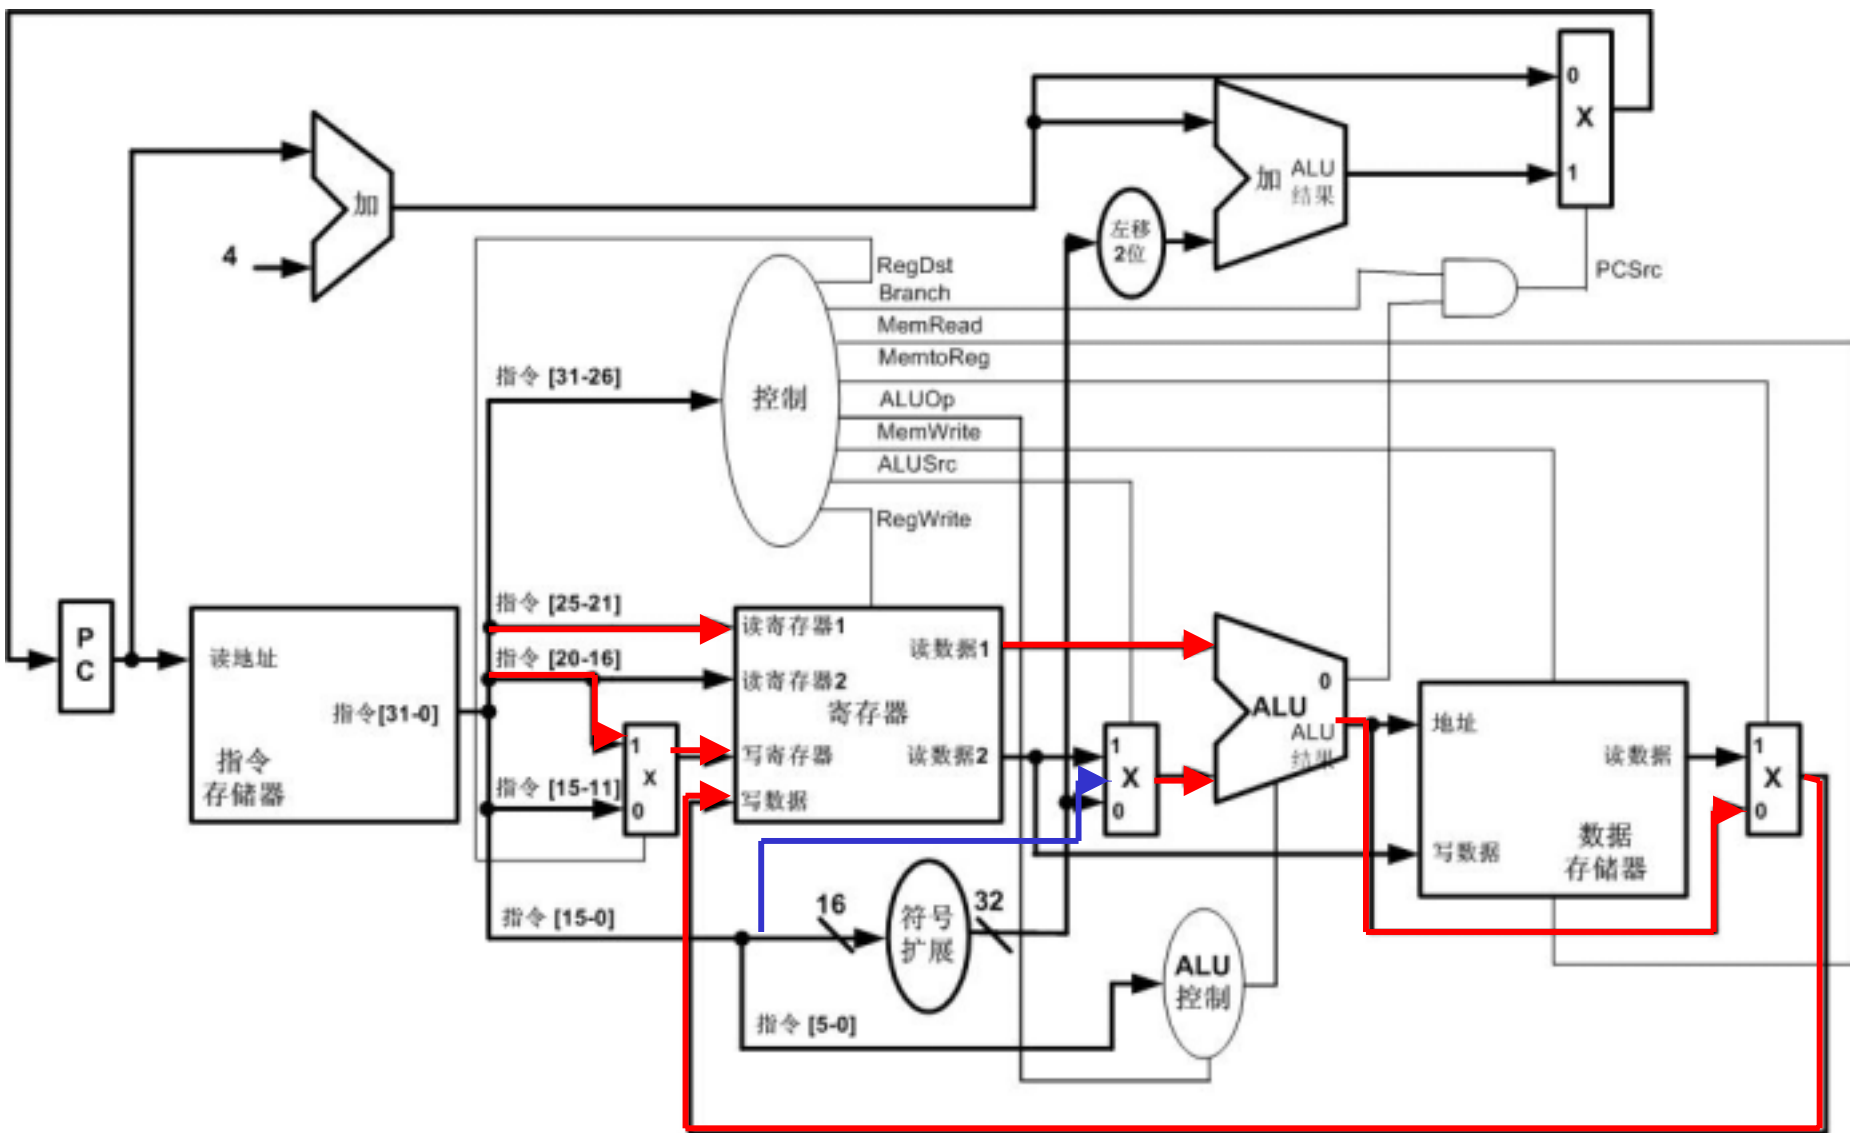 0
X
1
加
ALU
结果
加
左移
2位
4
RegDst
Branch
PCSrc
MemRead
MemtoReg
指令 [31-26]
控制
ALUOp
MemWrite
ALUSrc
RegWrite
指令 [25-21]
P
C
读地址
指令[31-0]
指令
存储器
指令 [20-16]
读寄存器1
读数据1
读寄存器2
寄存器
写寄存器
读数据2
写数据
1
X
0
指令 [15-11]
1
X
0
0
ALU
ALU
结果
地址
读数据
写数据
数据
存储器
1
X
0
指令 [15-0]
16
符号
扩展
32
ALU
控制
指令 [5-0]